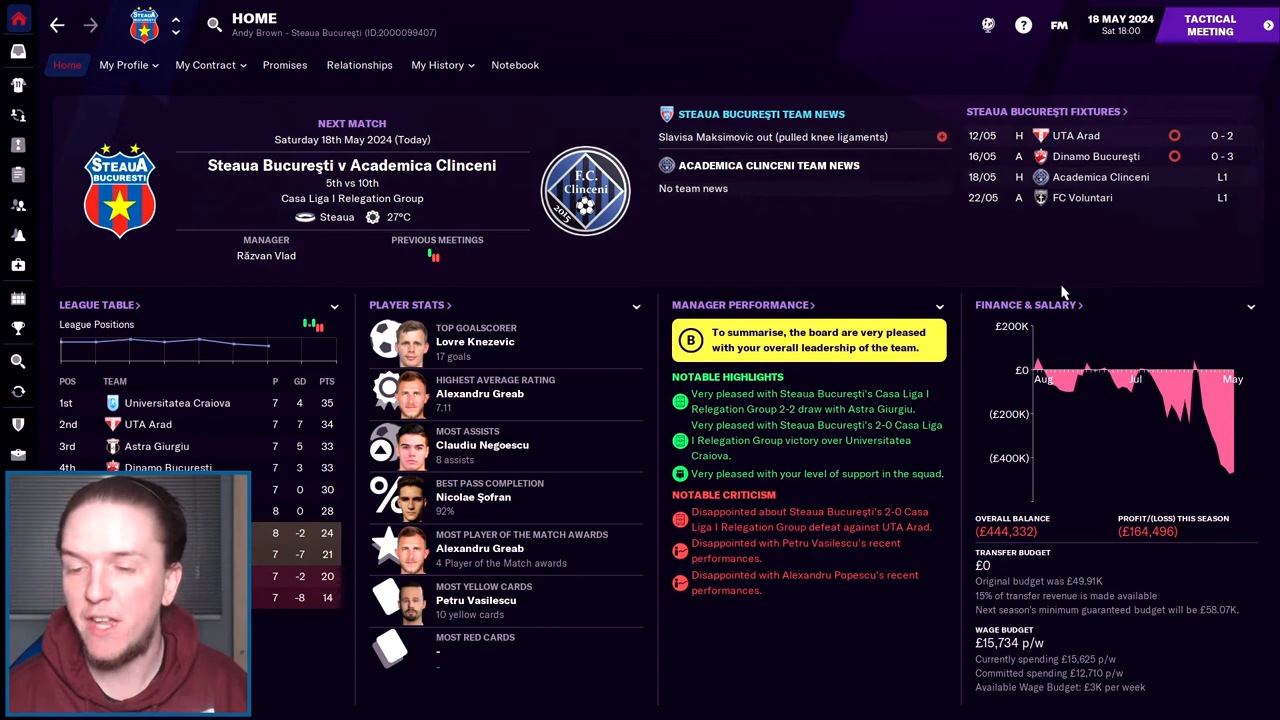 HOME
Andy Brown - Steaua Bucureşti (ID:2000099407)
FM
18 MAY 2024
Sat 18:00
TACTICAL
MEETING
Home
My Profile
My Contract
Promises
Relationships
My History
Notebook
NEXT MATCH
Saturday 18th May 2024 (Today)
Steaua Bucureşti v Academica Clinceni
5th vs 10th
Casa Liga I Relegation Group
Steaua 27°C
MANAGER
Răzvan Vlad
PREVIOUS MEETINGS
STEAUA BUCURESTI
F.C.
Clinceni
2015
STEAUA BUCUREŞTI TEAM NEWS
Slavisa Maksimovic out (pulled knee ligaments)
ACADEMICA CLINCENI TEAM NEWS
No team news
STEAUA BUCUREŞTI FIXTURES
12/05 H UTA Arad 0 - 2
16/05 A Dinamo Bucureşti 0 - 3
18/05 H Academica Clinceni L1
22/05 A FC Voluntari L1
LEAGUE TABLE
League Positions
POS TEAM P GD PTS
1st Universitatea Craiova 7 4 35
2nd UTA Arad 7 7 34
3rd Astra Giurgiu 7 5 33
4th Dinamo Bucureşti 7 3 33
7 0 30
8 0 28
8 -2 24
7 -7 21
7 -2 20
7 -8 14
PLAYER STATS
TOP GOALSCORER
Lovre Knezevic
17 goals
HIGHEST AVERAGE RATING
Alexandru Greab
7.11
MOST ASSISTS
Claudiu Negoescu
8 assists
BEST PASS COMPLETION
Nicolae Şofran
92%
MOST PLAYER OF THE MATCH AWARDS
Alexandru Greab
4 Player of the Match awards
MOST YELLOW CARDS
Petru Vasilescu
10 yellow cards
MOST RED CARDS
-
-
MANAGER PERFORMANCE
B
To summarise, the board are very pleased
with your overall leadership of the team.
NOTABLE HIGHLIGHTS
Very pleased with Steaua Bucureşti's Casa Liga I
Relegation Group 2-2 draw with Astra Giurgiu.
Very pleased with Steaua Bucureşti's 2-0 Casa Liga
I Relegation Group victory over Universitatea
Craiova.
Very pleased with your level of support in the squad.
NOTABLE CRITICISM
Disappointed about Steaua Bucureşti's 2-0 Casa
Liga I Relegation Group defeat against UTA Arad.
Disappointed with Petru Vasilescu's recent
performances.
Disappointed with Alexandru Popescu's recent
performances.
FINANCE & SALARY
£200K
£0
(£200K)
(£400K)
Aug Jul May
OVERALL BALANCE
(£444,332)
PROFIT/(LOSS) THIS SEASON
(£164,496)
TRANSFER BUDGET
£0
Original budget was £49.91K
15% of transfer revenue is made available
Next season's minimum guaranteed budget will be £58.07K.
WAGE BUDGET
£15,734 p/w
Currently spending £15,625 p/w
Committed spending £12,710 p/w
Available Wage Budget: £3K per week